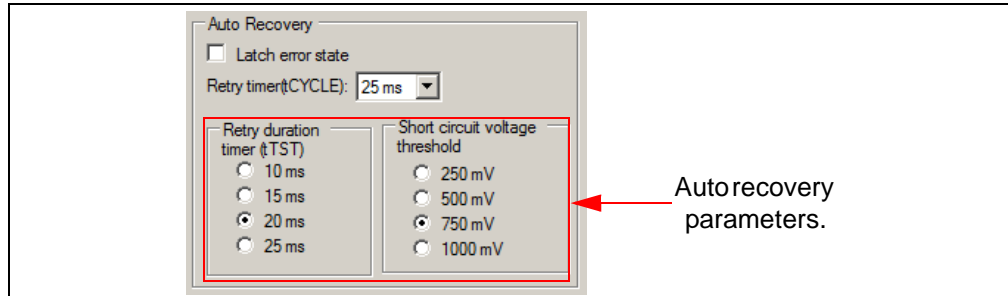 Auto Recovery
Latch error state
Retry timer(tCYCLE): 25 ms
Retry duration
timer (tTST)
10 ms
15 ms
20 ms
25 ms
Short circuit voltage
threshold
250 mV
500 mV
750 mV
1000 mV
Auto recovery
parameters.